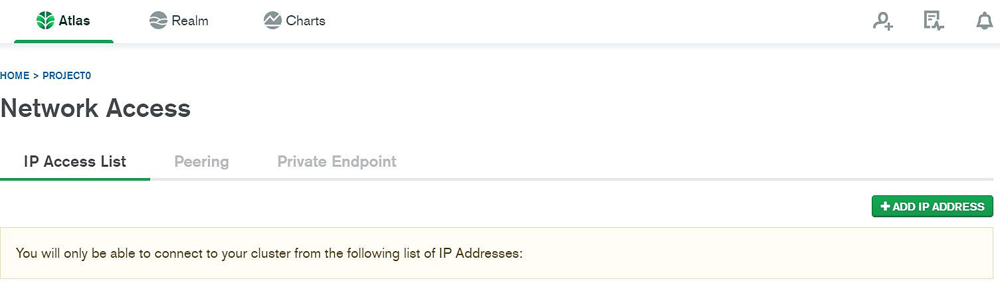 Atlas Realm Charts
HOME > PROJECT0
Network Access
IP Access List Peering Private Endpoint
+ ADD IP ADDRESS
You will only be able to connect to your cluster from the following list of IP Addresses: